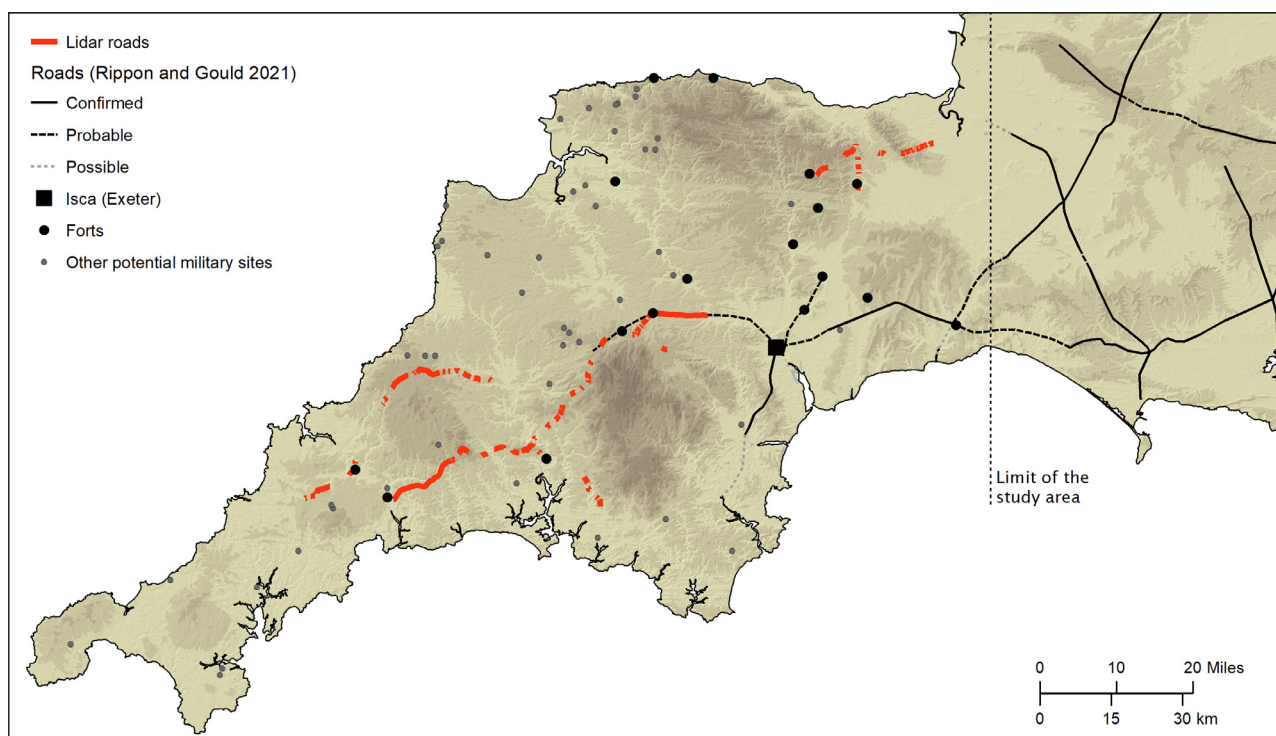 Lidar roads
Roads (Rippon and Gould 2021)
Confirmed
Probable
Possible
Isca (Exeter)
Forts
Other potential military sites
Limit of the
study area
0 10 20 Miles
0 15 30 km